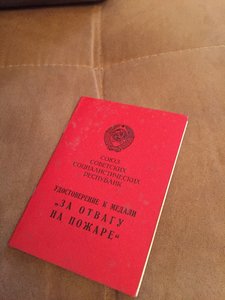 СОЮЗ
СОВЕТСКИХ
СОЦИАЛИСТИЧЕСКИХ
РЕСПУБЛИК
УДОСТОВЕРЕНИЕ К МЕДАЛИ
„ЗА ОТВАГУ
НА ПОЖАРЕ“